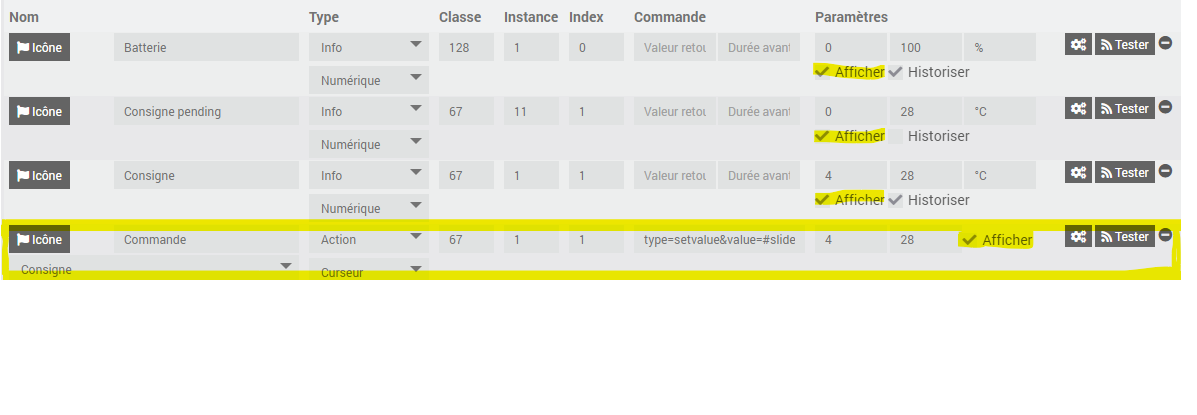 Nom Type Classe Instance Index Commande Paramètres
Icône Batterie Info 128 1 0 Valeur retou Durée avant 0 100 % Tester
Afficher Historiser
Numérique
Icône Consigne pending Info 67 11 1 Valeur retou Durée avant 0 28 °C Tester
Afficher Historiser
Numérique
Icône Consigne Info 67 1 1 Valeur retou Durée avant 4 28 °C Tester
Afficher Historiser
Numérique
Icône Commande Action 67 1 1 type=setvalue&value=#slide 4 28 Afficher Tester
Consigne Curseur